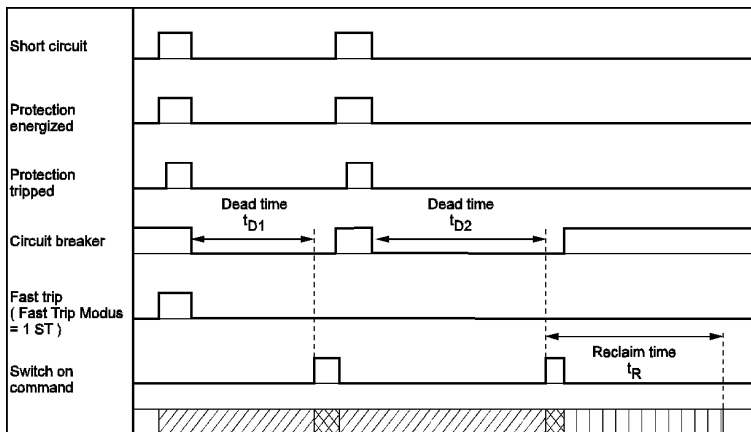 Short circuit
Protection
energized
Protection
tripped
Dead time
tD1
Dead time
tD2
Circuit breaker
Fast trip
( Fast Trip Modus
= 1 ST )
Reclaim time
tR
Switch on
command